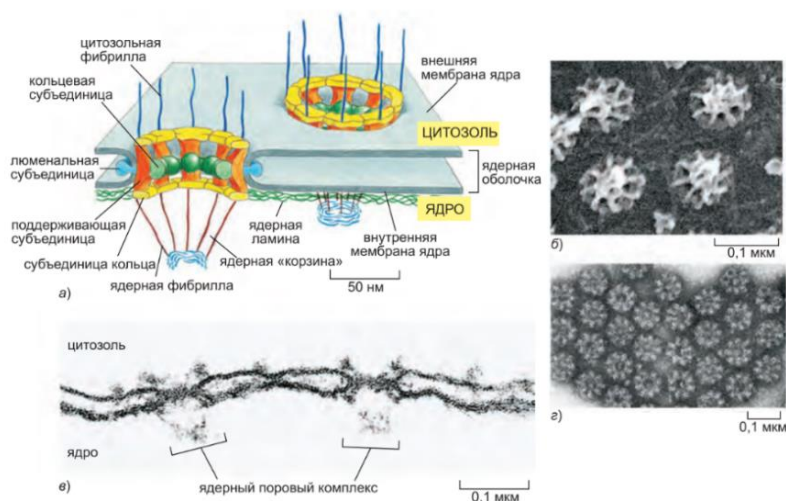 цитозольная
фибрилла
кольцевая
субъединица
люменальная
субъединица
поддерживающая
субъединица
субъединица кольца
ядерная фибрилла
ядерная
ламина
ядерная «корзина»
внешняя
мембрана ядра
ЦИТОЗОЛЬ
ядерная
оболочка
ЯДРО
внутренняя
мембрана ядра
50 нм
а)
б)
0,1 мкм
цитозоль
ядро
в)
ядерный поровый комплекс
0,1 мкм
г)
0,1 мкм